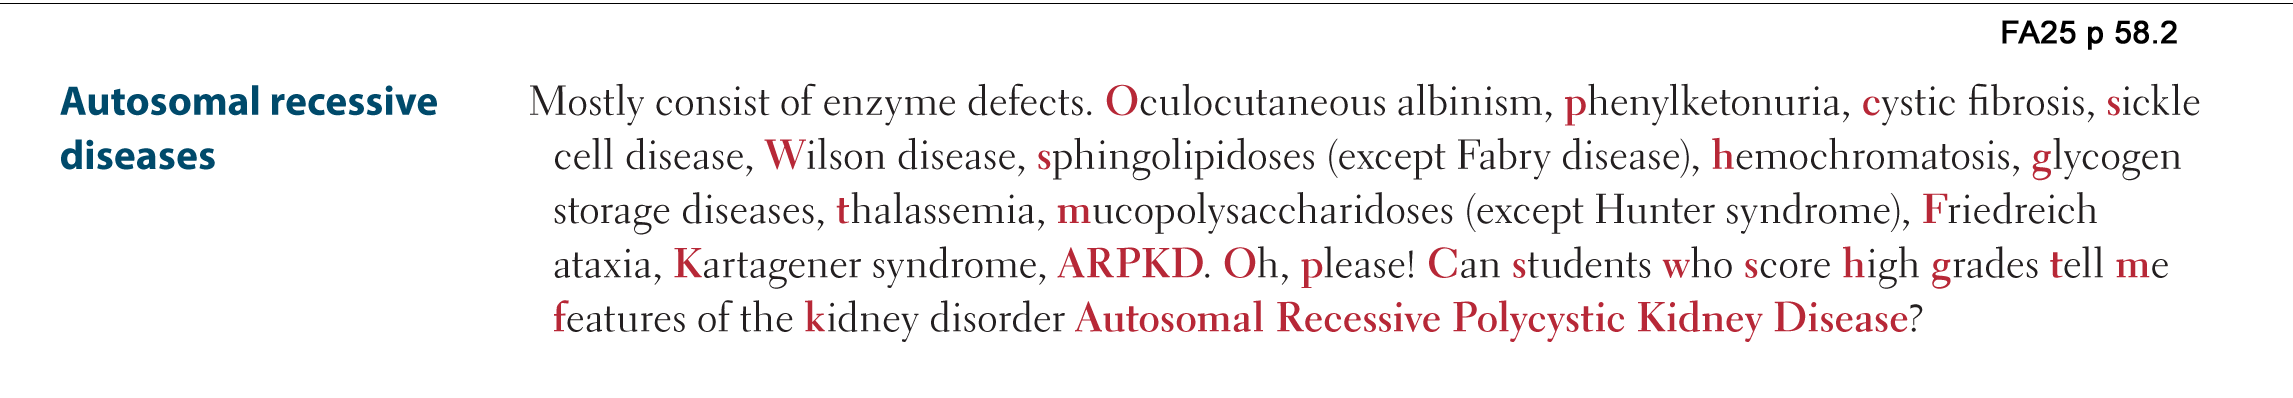 FA25 p 58.2
Autosomal recessive
diseases
Mostly consist of enzyme defects. Oculocutaneous albinism, phenylketonuria, cystic fibrosis, sickle
cell disease, Wilson disease, sphingolipidoses (except Fabry disease), hemochromatosis, glycogen
storage diseases, thalassemia, mucopolysaccharidoses (except Hunter syndrome), Friedreich
ataxia, Kartagener syndrome, ARPKD. Oh, please! Can students who score high grades tell me
features of the kidney disorder Autosomal Recessive Polycystic Kidney Disease?